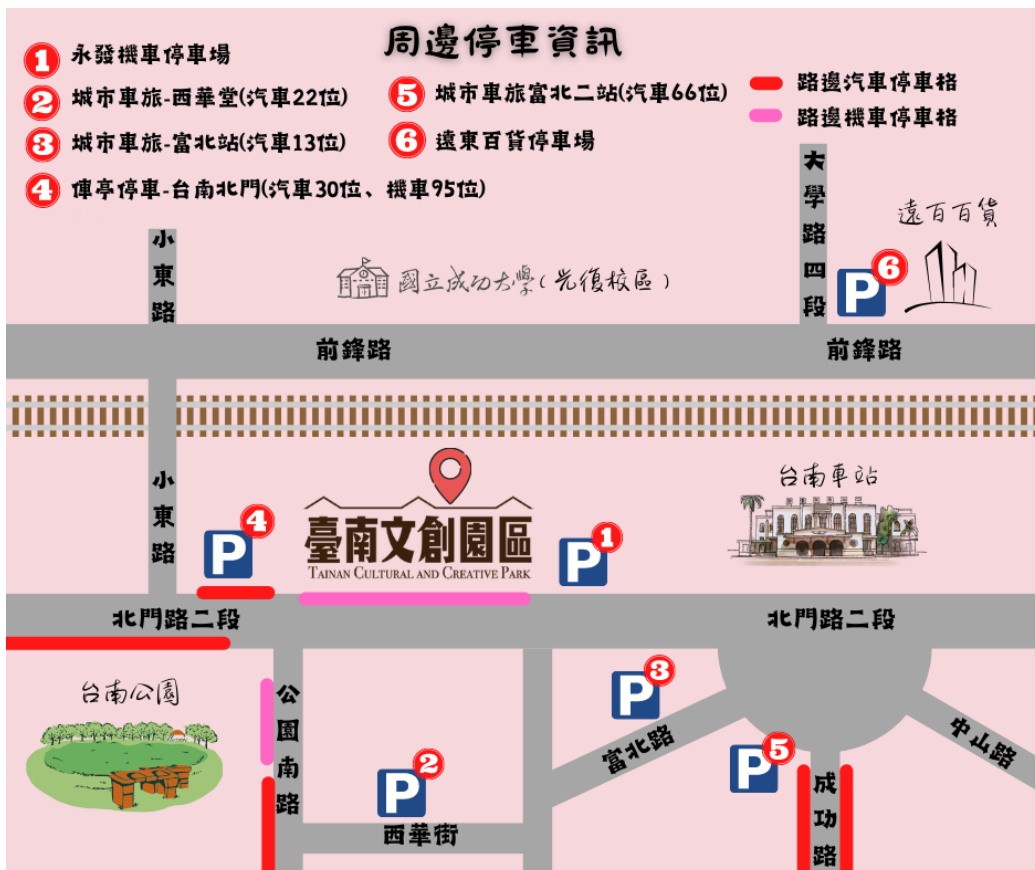 周邊停車資訊
1 永發機車停車場
2 城市車旅-西華堂(汽車22位)
3 城市車旅-富北站(汽車13位)
4 俥亭停車-台南北門(汽車30位、機車95位)
5 城市車旅富北二站(汽車66位)
6 遠東百貨停車場
路邊汽車停車格
路邊機車停車格
小東路
國立成功大學(光復校區)
大學路四段
P 6
遠百百貨
前鋒路
前鋒路
小東路
P 4
臺南文創園區
TAINAN CULTURAL AND CREATIVE PARK
P 1
台南車站
北門路二段
北門路二段
台南公園
公園南路
P 2
西華街
P 3
富北路
P 5
成功路
中山路